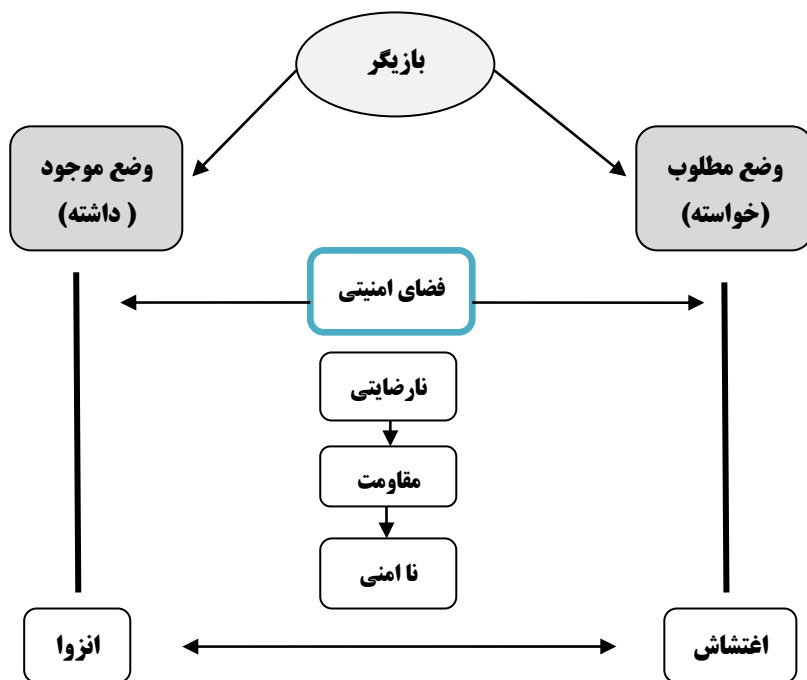 بازیگر
وضع مطلوب
(خواسته)
وضع موجود
( داشته)
فضای امنیتی
نارضایتی
مقاومت
نا امنی
اغتشاش
انزوا